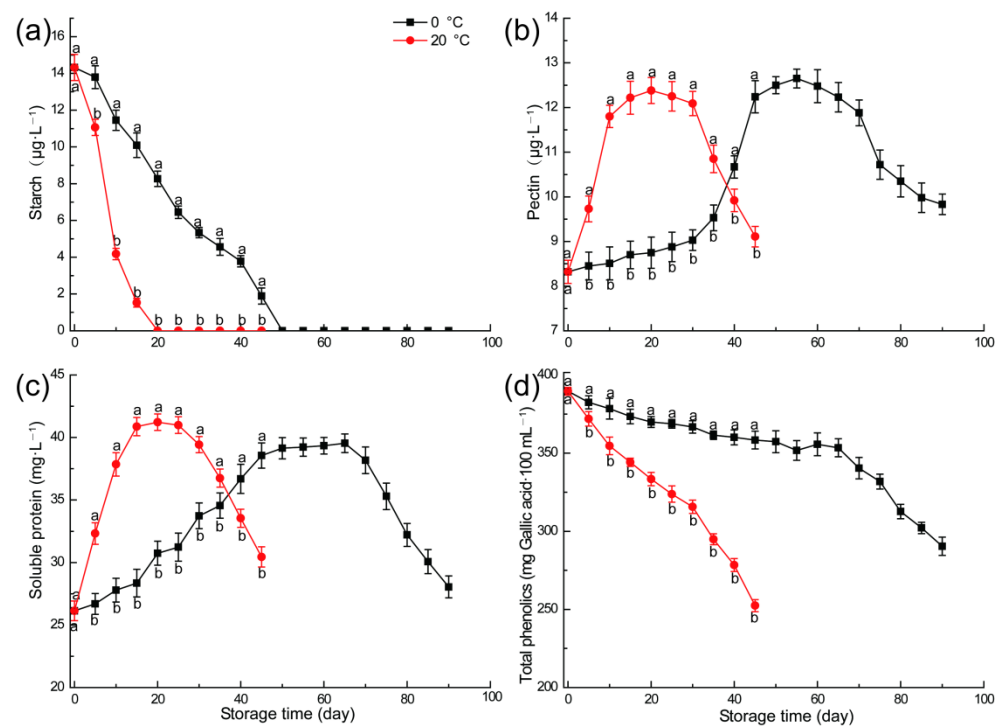 (a)
0 °C
20 °C
Starch (μg·L⁻¹)
16
14
12
10
8
6
4
2
0
0 20 40 60 80 100
a a b a b a b a b a b a b a b a b a b
a
(b)
Pectin (μg·L⁻¹)
14
13
12
11
10
9
8
7
0 20 40 60 80 100
a a a a a a a a a a
a b b b b b b b b b
(c)
Soluble protein (mg·L⁻¹)
45
40
35
30
25
20
0 20 40 60 80 100
Storage time (day)
a a a a a a a a a a
a b b b b b b b b b
(d)
Total phenolics (mg Gallic acid·100 mL⁻¹)
400
350
300
250
200
0 20 40 60 80 100
Storage time (day)
a a a a a a a a a a
a b b b b b b b b b